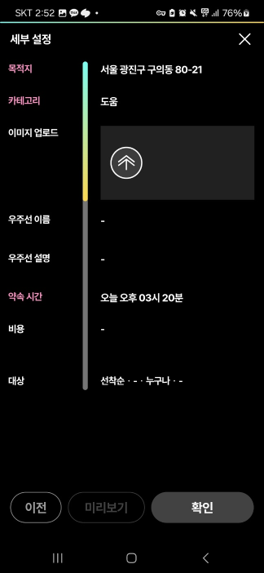 SKT 2:52
76%
세부 설정
목적지 서울 광진구 구의동 80-21
카테고리 도움
이미지 업로드
우주선 이름 -
우주선 설명 -
약속 시간 오늘 오후 03시 20분
비용 -
대상 선착순 · - · 누구나 · -
이전 미리보기 확인